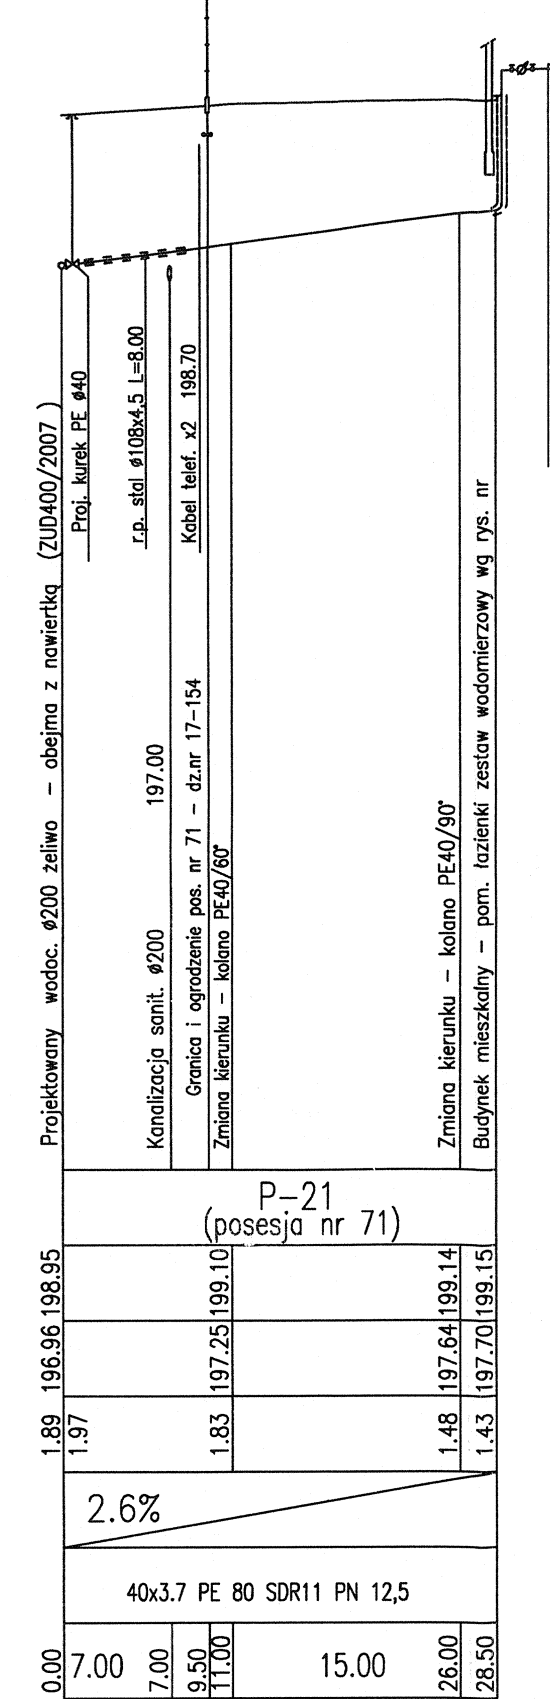 Projektowany wodoc. ø200 żeliwo – obejma z nawiertką (ZUD400/2007 )
Proj. kurek PE ø40
r.p. stal ø108x4,5 L=8.00
Kanalizacja sanit. ø200 197.00
Kabel telef. x2 198.70
Granica i ogrodzenie pos. nr 71 – dz.nr 17-154
Zmiana kierunku – kolano PE40/60°
Zmiana kierunku – kolano PE40/90°
Budynek mieszkalny – pom. łazienki zestaw wodomierzowy wg rys. nr
P-21
(posesja nr 71)
198.95 199.10 199.14 199.15
196.96 197.25 197.64 197.70
1.89 1.97 1.83 1.48 1.43
2.6%
40x3.7 PE 80 SDR11 PN 12,5
0.00 7.00 7.00 9.50 11.00 15.00 26.00 28.50